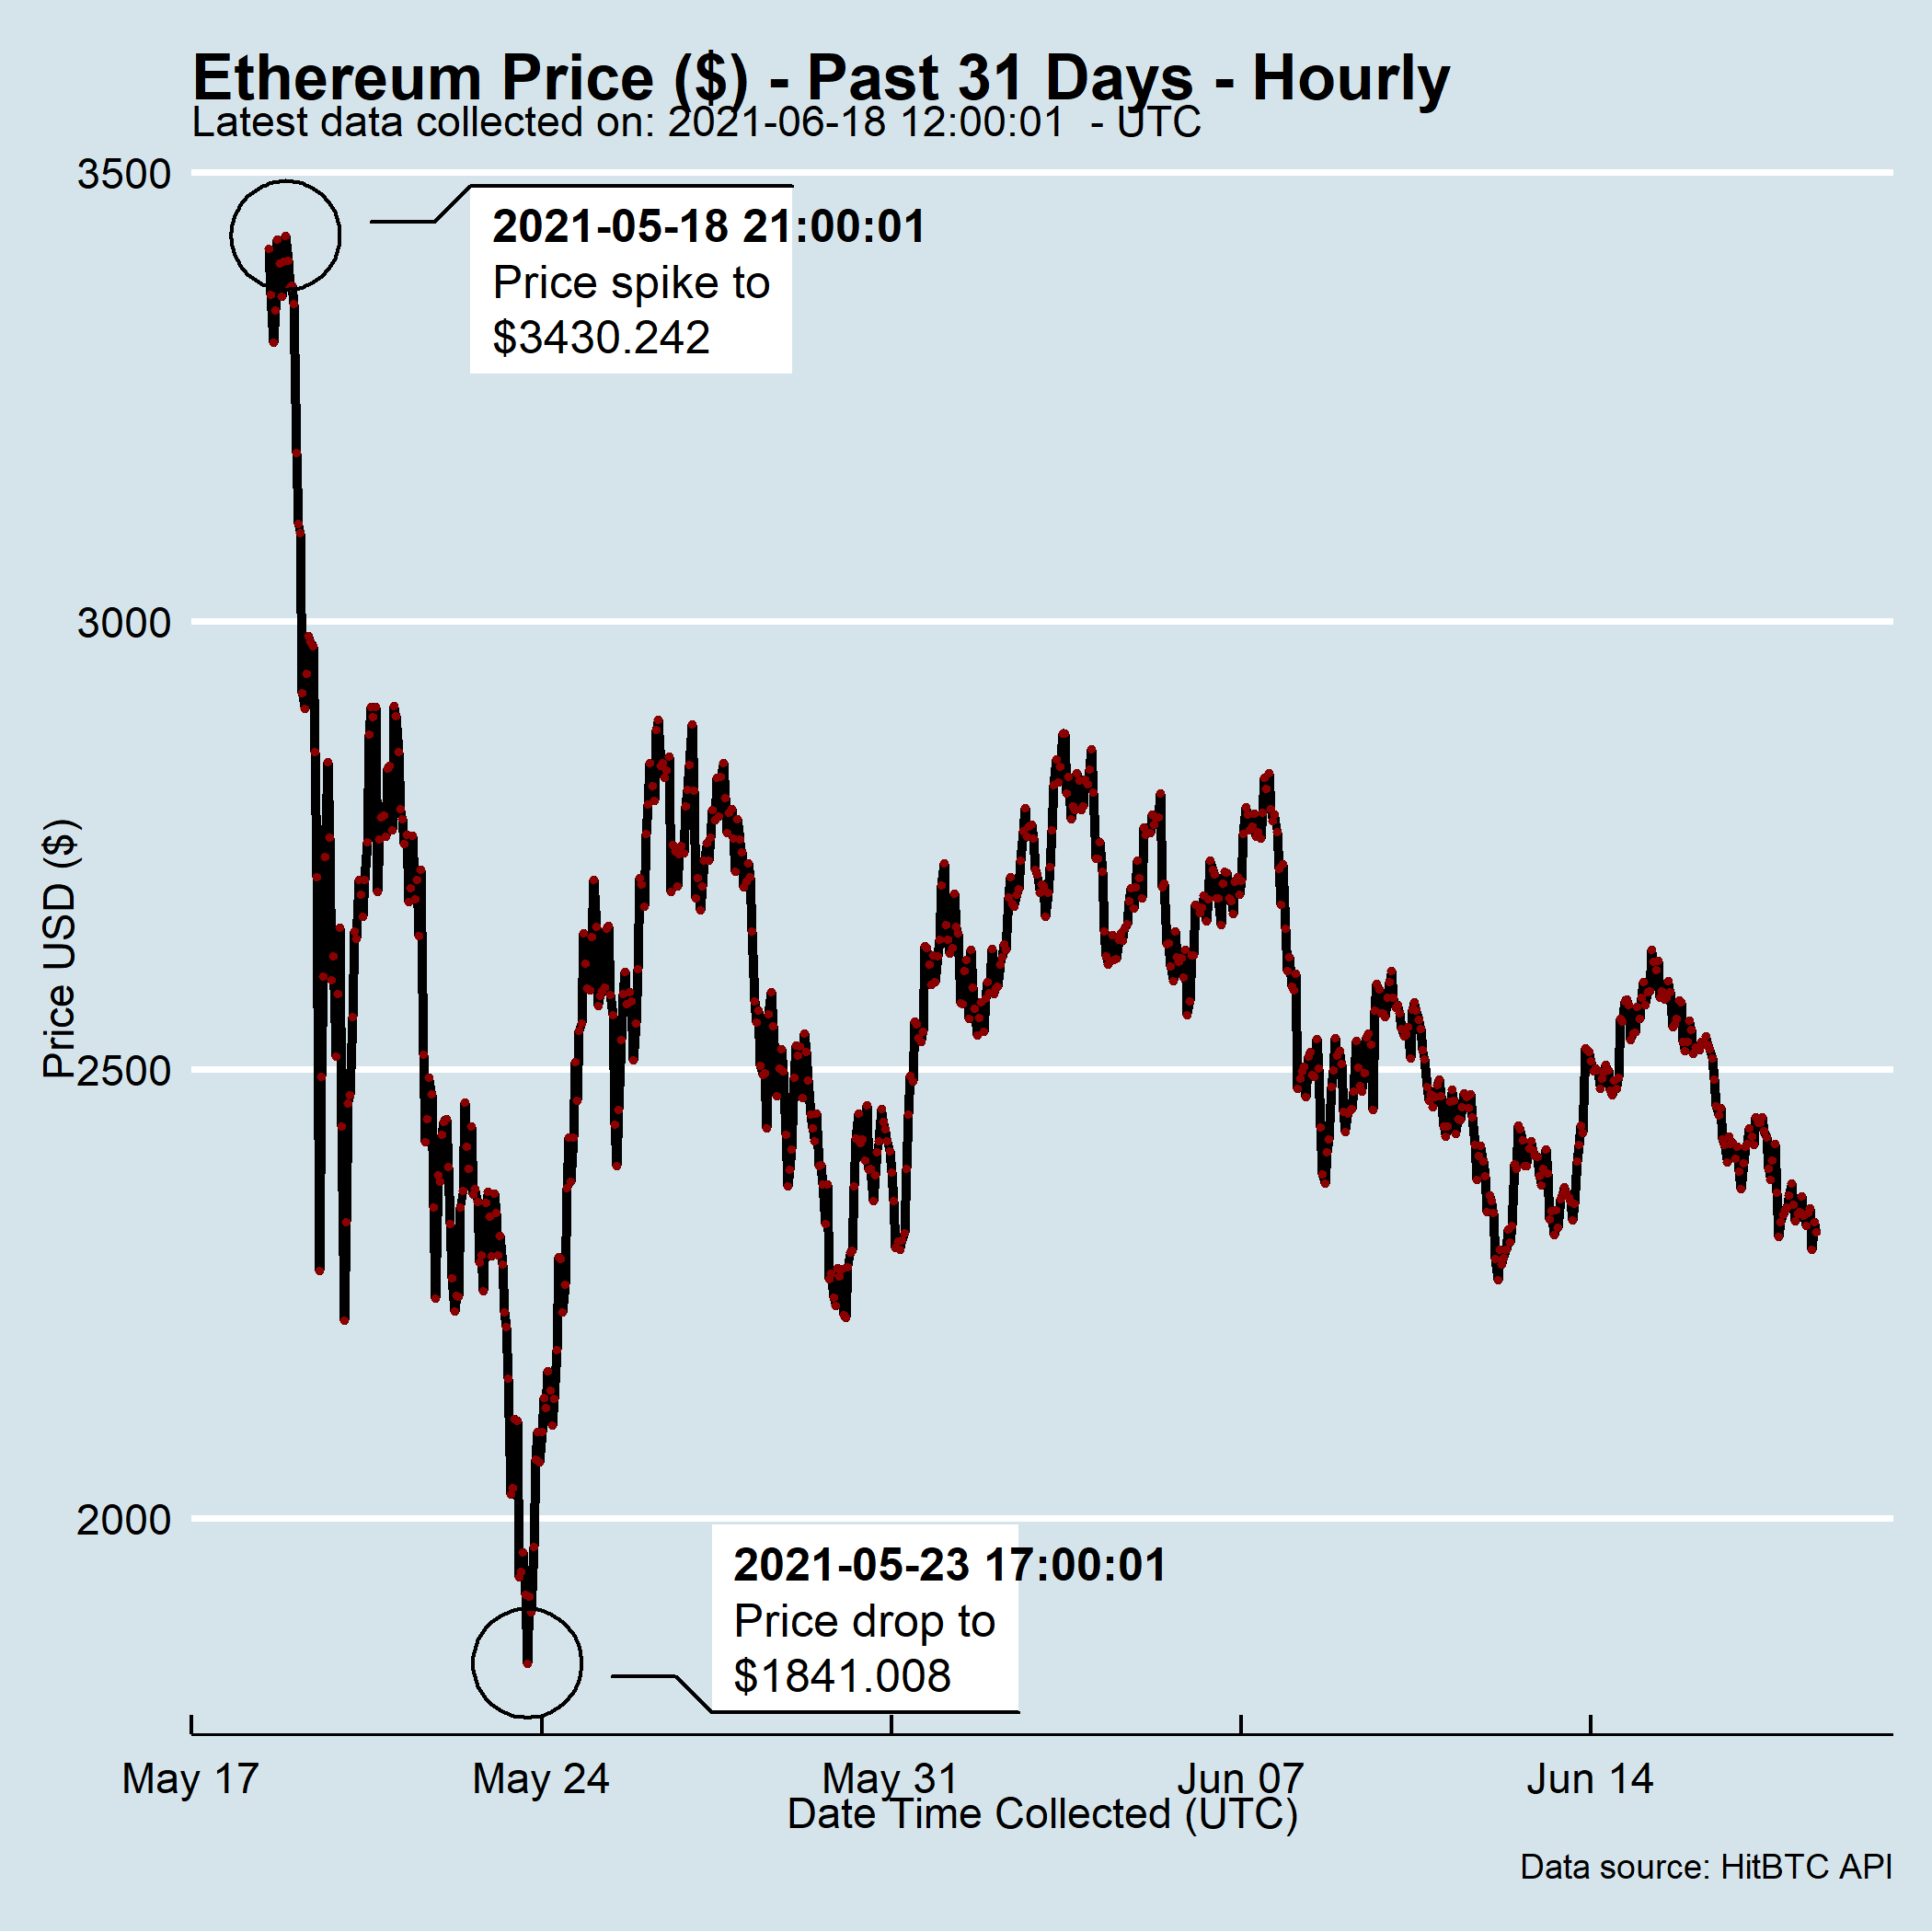 Ethereum Price ($) - Past 31 Days - Hourly
Latest data collected on: 2021-06-18 12:00:01  - UTC
3500
2021-05-18 21:00:01
Price spike to
$3430.242
3000
Price USD ($)
2500
2000
2021-05-23 17:00:01
Price drop to
$1841.008
May 17 May 24 May 31 Jun 07 Jun 14
Date Time Collected (UTC)
Data source: HitBTC API